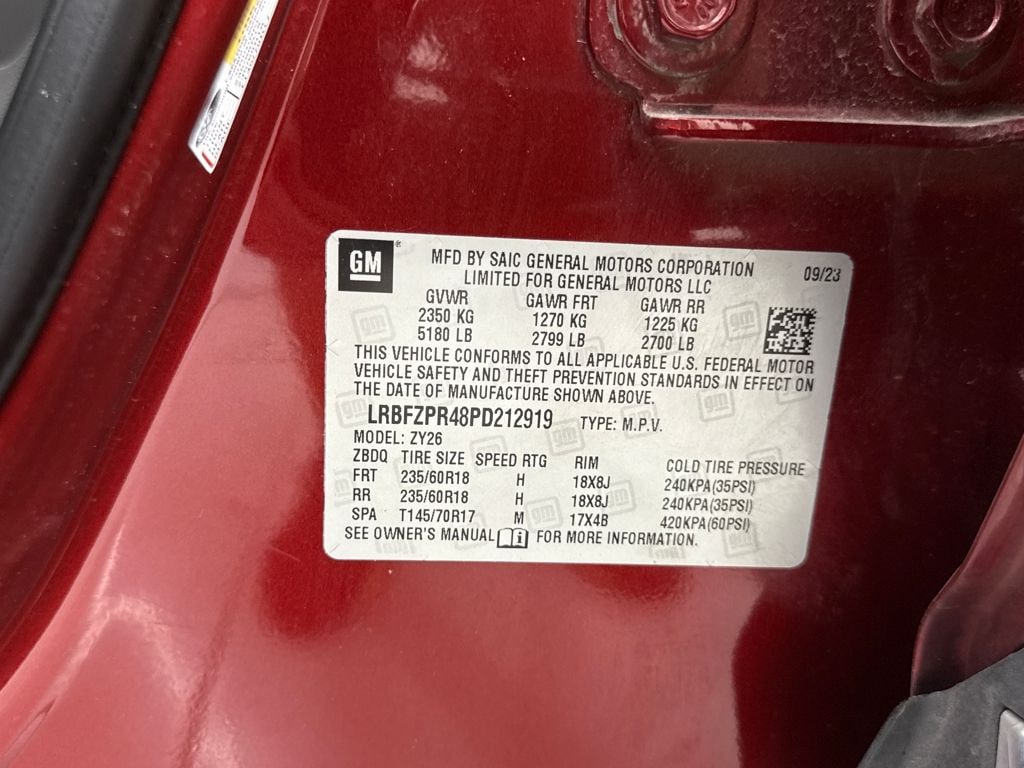 GM
MFD BY SAIC GENERAL MOTORS CORPORATION 09/23
LIMITED FOR GENERAL MOTORS LLC
GVWR GAWR FRT GAWR RR
2350 KG 1270 KG 1225 KG
5180 LB 2799 LB 2700 LB
THIS VEHICLE CONFORMS TO ALL APPLICABLE U.S. FEDERAL MOTOR
VEHICLE SAFETY AND THEFT PREVENTION STANDARDS IN EFFECT ON
THE DATE OF MANUFACTURE SHOWN ABOVE.
LRBFZPR48PD212919 TYPE: M.P.V.
MODEL: ZY26
ZBDQ TIRE SIZE SPEED RTG RIM COLD TIRE PRESSURE
FRT 235/60R18 H 18X8J 240KPA(35PSI)
RR 235/60R18 H 18X8J 240KPA(35PSI)
SPA T145/70R17 M 17X4B 420KPA(60PSI)
SEE OWNER'S MANUAL FOR MORE INFORMATION.